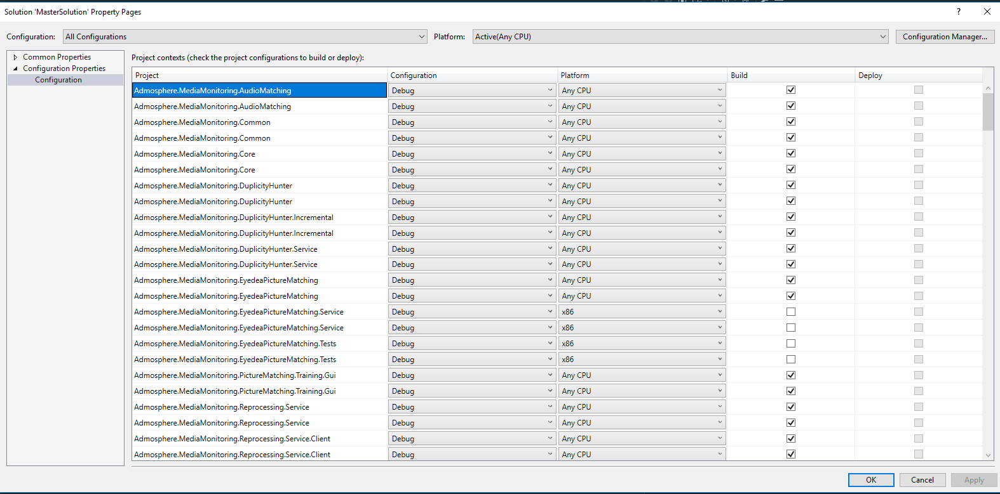 Solution 'MasterSolution' Property Pages
?
Configuration: All Configurations Platform: Active(Any CPU) Configuration Manager...
Common Properties
Configuration Properties
Configuration
Project contexts (check the project configurations to build or deploy):
Project Configuration Platform Build Deploy
Admosphere.MediaMonitoring.AudioMatching Debug Any CPU
Admosphere.MediaMonitoring.AudioMatching Debug Any CPU
Admosphere.MediaMonitoring.Common Debug Any CPU
Admosphere.MediaMonitoring.Common Debug Any CPU
Admosphere.MediaMonitoring.Core Debug Any CPU
Admosphere.MediaMonitoring.Core Debug Any CPU
Admosphere.MediaMonitoring.DuplicityHunter Debug Any CPU
Admosphere.MediaMonitoring.DuplicityHunter Debug Any CPU
Admosphere.MediaMonitoring.DuplicityHunter.Incremental Debug Any CPU
Admosphere.MediaMonitoring.DuplicityHunter.Incremental Debug Any CPU
Admosphere.MediaMonitoring.DuplicityHunter.Service Debug Any CPU
Admosphere.MediaMonitoring.DuplicityHunter.Service Debug Any CPU
Admosphere.MediaMonitoring.EyedeaPictureMatching Debug Any CPU
Admosphere.MediaMonitoring.EyedeaPictureMatching Debug Any CPU
Admosphere.MediaMonitoring.EyedeaPictureMatching.Service Debug x86
Admosphere.MediaMonitoring.EyedeaPictureMatching.Service Debug x86
Admosphere.MediaMonitoring.EyedeaPictureMatching.Tests Debug x86
Admosphere.MediaMonitoring.EyedeaPictureMatching.Tests Debug x86
Admosphere.MediaMonitoring.PictureMatching.Training.Gui Debug Any CPU
Admosphere.MediaMonitoring.PictureMatching.Training.Gui Debug Any CPU
Admosphere.MediaMonitoring.Reprocessing.Service Debug Any CPU
Admosphere.MediaMonitoring.Reprocessing.Service Debug Any CPU
Admosphere.MediaMonitoring.Reprocessing.Service.Client Debug Any CPU
Admosphere.MediaMonitoring.Reprocessing.Service.Client Debug Any CPU
OK Cancel Apply